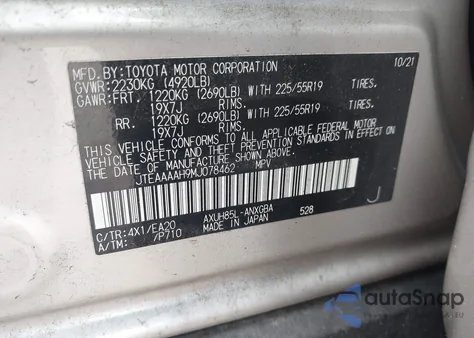 MFD.BY:TOYOTA MOTOR CORPORATION 10/21
GVWR:2230KG (4920LB)
GAWR:FRT. 1220KG (2690LB) WITH 225/55R19 TIRES.
19X7J RIMS.
RR. 1220KG (2690LB) WITH 225/55R19 TIRES.
19X7J RIMS.
THIS VEHICLE CONFORMS TO ALL APPLICABLE FEDERAL MOTOR
VEHICLE SAFETY AND THEFT PREVENTION STANDARDS IN EFFECT
ON THE DATE OF MANUFACTURE SHOWN ABOVE.
JTEAAAAH9MJ078462 MPV
C/TR:4X1/EA20 AXUH85L-ANXGBA 528 J
A/TM: /P710 MADE IN JAPAN
autaSnap